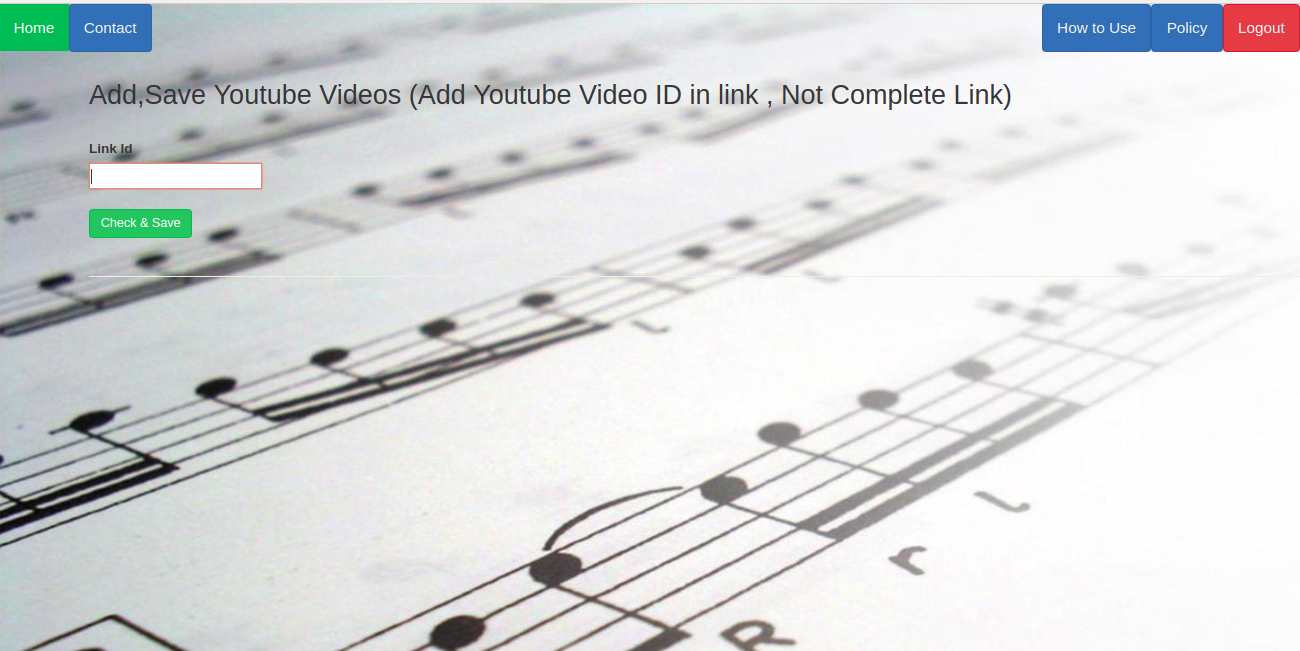 Home Contact How to Use Policy Logout
Add,Save Youtube Videos (Add Youtube Video ID in link , Not Complete Link)
Link Id
Check & Save
l
l
l
r
R